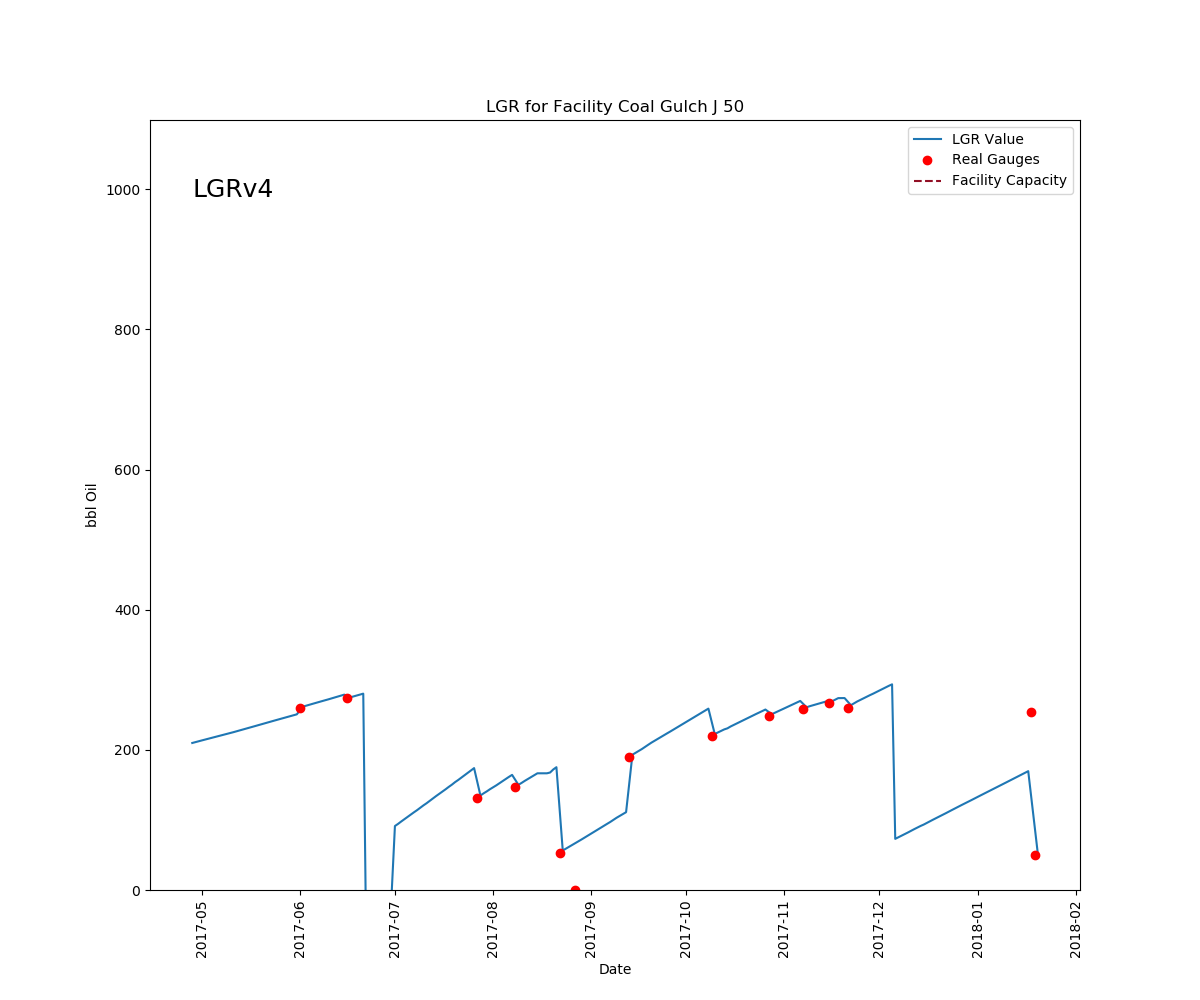 LGR for Facility Coal Gulch J 50
LGR Value
Real Gauges
Facility Capacity
LGRv4
1000
800
600
400
200
0
bbl Oil
2017-05
2017-06
2017-07
2017-08
2017-09
2017-10
2017-11
2017-12
2018-01
2018-02
Date